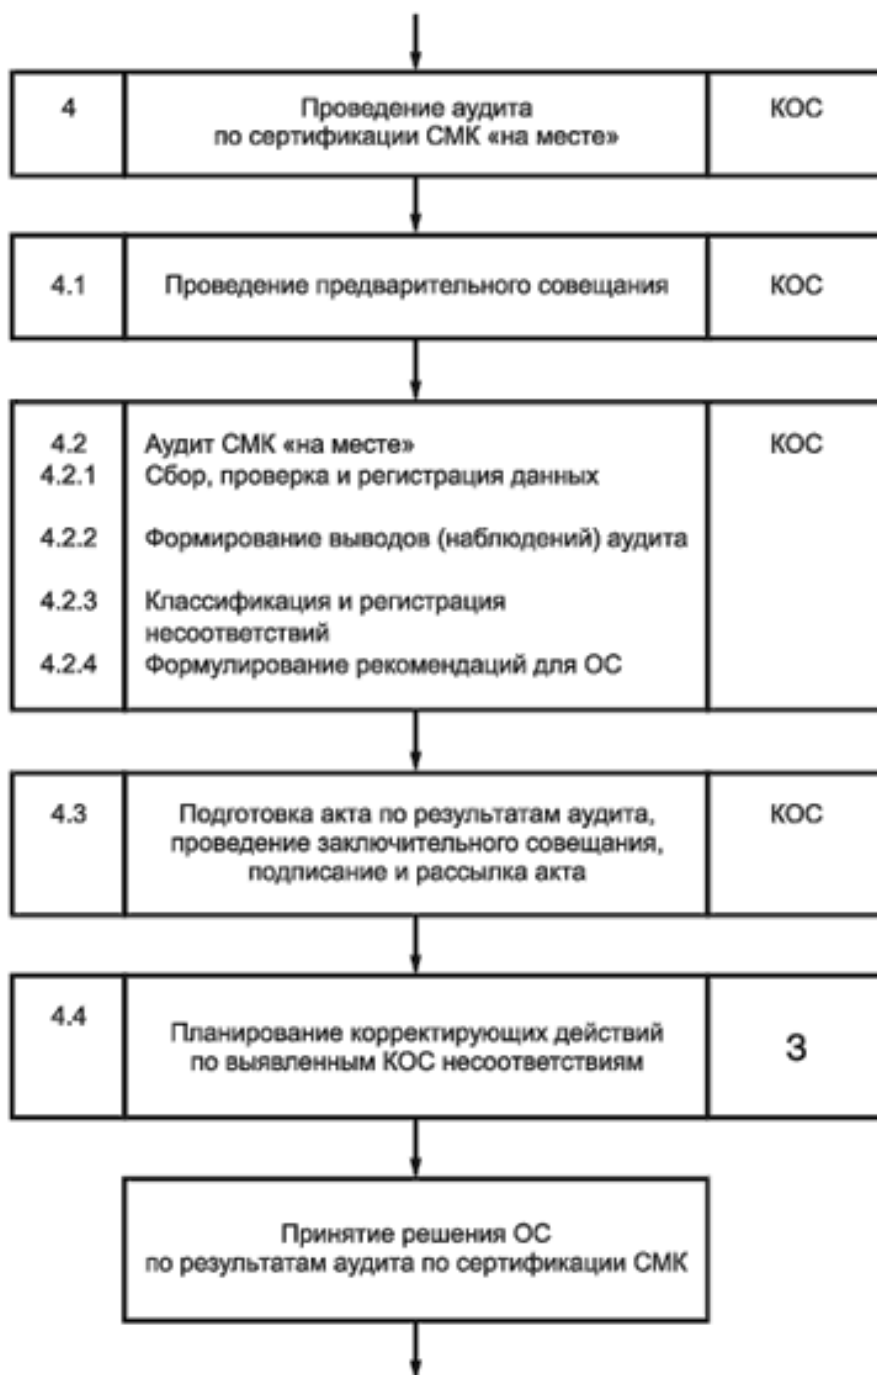 4 Проведение аудита КОС
по сертификации СМК «на месте»
4.1 Проведение предварительного совещания КОС
4.2 Аудит СМК «на месте» КОС
4.2.1 Сбор, проверка и регистрация данных
4.2.2 Формирование выводов (наблюдений) аудита
4.2.3 Классификация и регистрация
несоответствий
4.2.4 Формулирование рекомендаций для ОС
4.3 Подготовка акта по результатам аудита, КОС
проведение заключительного совещания,
подписание и рассылка акта
4.4 Планирование корректирующих действий З
по выявленным КОС несоответствиям
Принятие решения ОС
по результатам аудита по сертификации СМК